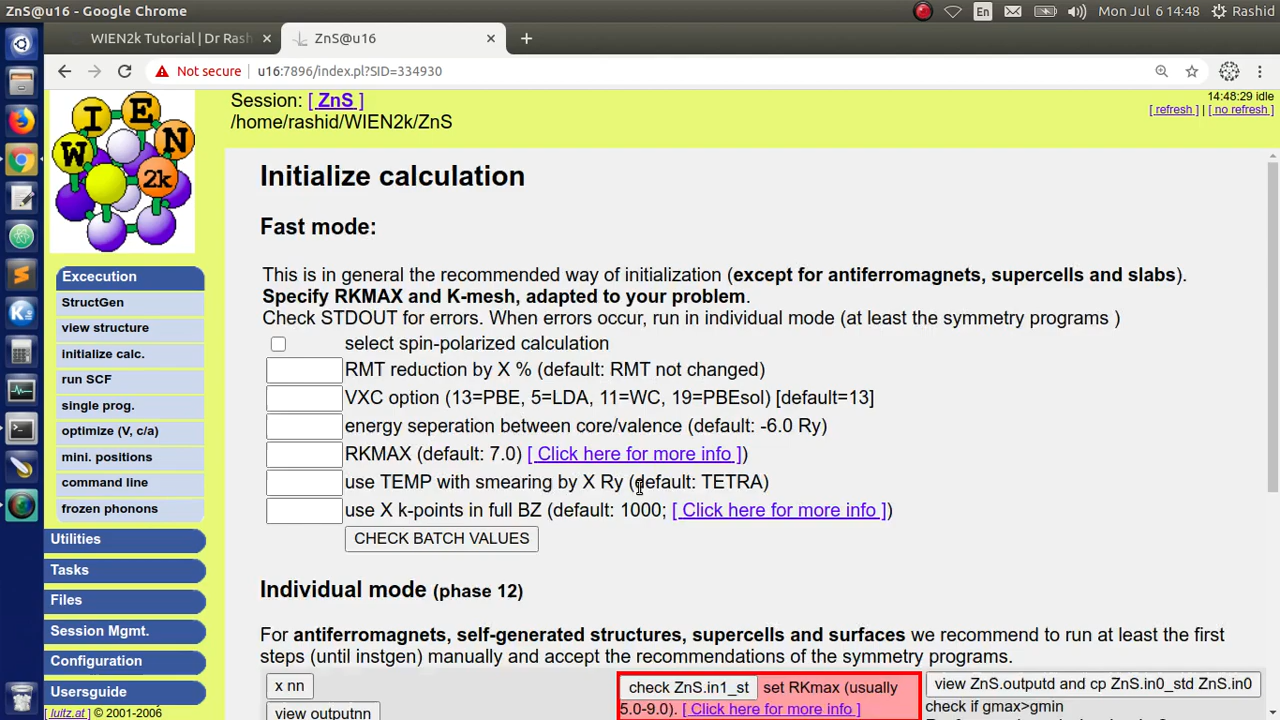 ZnS@u16 - Google Chrome
En
Mon Jul 6 14:48
Rashid
WIEN2k Tutorial | Dr Rash
ZnS@u16
Not secure
u16:7896/index.pl?SID=334930
W I E N 2k
Session: [ ZnS ]
/home/rashid/WIEN2k/ZnS
14:48:29 idle
[ refresh ] | [ no refresh ]
Excecution
StructGen
view structure
initialize calc.
run SCF
single prog.
optimize (V, c/a)
mini. positions
command line
frozen phonons
Utilities
Tasks
Files
Session Mgmt.
Configuration
Usersguide
[ luitz.at ] © 2001-2006
Initialize calculation
Fast mode:
This is in general the recommended way of initialization (except for antiferromagnets, supercells and slabs).
Specify RKMAX and K-mesh, adapted to your problem.
Check STDOUT for errors. When errors occur, run in individual mode (at least the symmetry programs )
select spin-polarized calculation
RMT reduction by X % (default: RMT not changed)
VXC option (13=PBE, 5=LDA, 11=WC, 19=PBEsol) [default=13]
energy seperation between core/valence (default: -6.0 Ry)
RKMAX (default: 7.0) [ Click here for more info ])
use TEMP with smearing by X Ry (default: TETRA)
use X k-points in full BZ (default: 1000; [ Click here for more info ])
CHECK BATCH VALUES
Individual mode (phase 12)
For antiferromagnets, self-generated structures, supercells and surfaces we recommend to run at least the first
steps (until instgen) manually and accept the recommendations of the symmetry programs.
x nn
view outputnn
check ZnS.in1_st set RKmax (usually
5.0-9.0). [ Click here for more info ]
view ZnS.outputd and cp ZnS.in0_std ZnS.in0
check if gmax>gmin